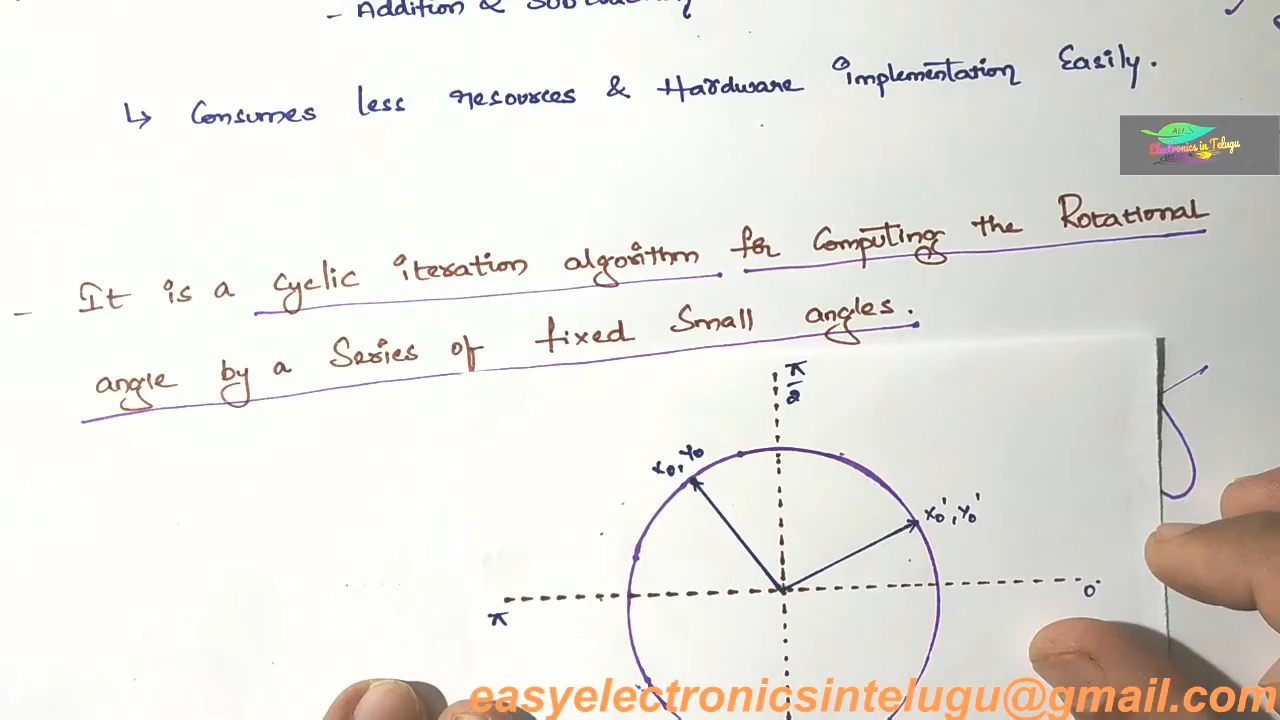 - Addition &
↳ Consumes less resources & Hardware implementation Easily.
ALI..
Electronics in Telugu
- It is a cyclic iteration algorithm for Computing the Rotational
angle by a Series of fixed Small angles.
π/2
x0, y0
x0', y0'
π
0
easyelectronicsintelugu@gmail.com